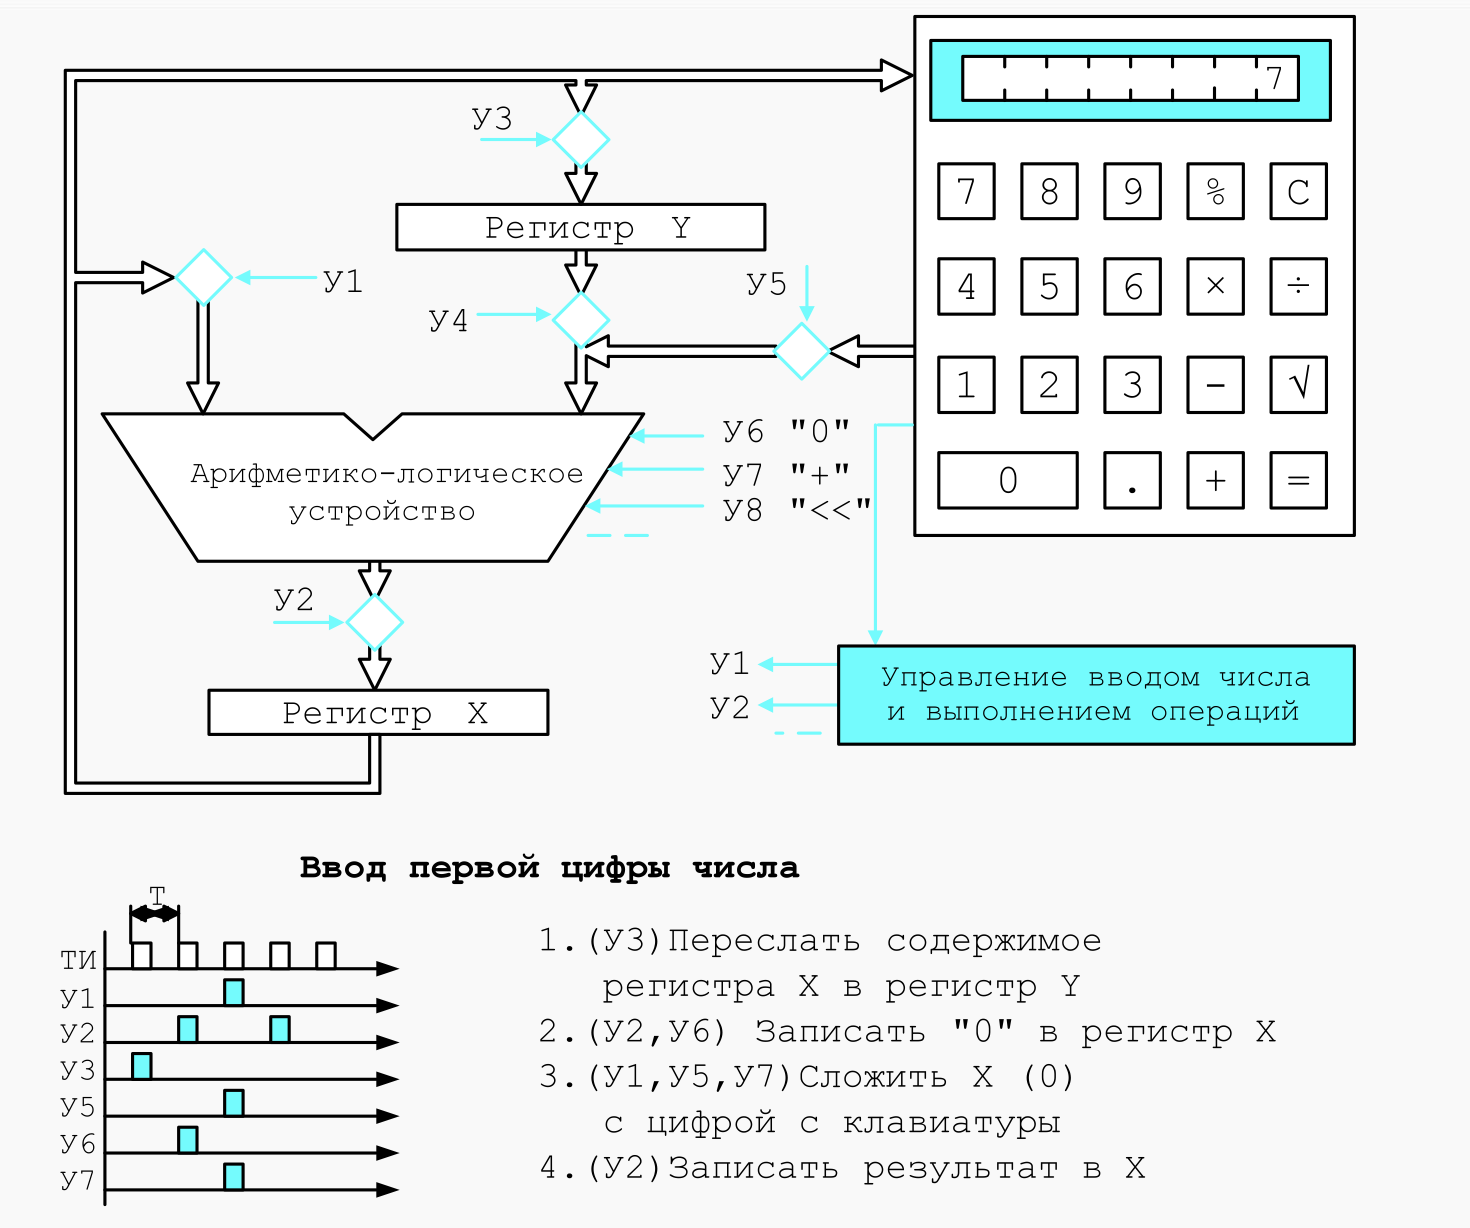 7
У3
7 8 9 % C
Регистр Y
У1
У5
4 5 6 × ÷
У4
1 2 3 - √
У6 "0"
Арифметико-логическое
устройство
У7 "+"
У8 "<<"
0 . + =
У2
У1
Управление вводом числа
и выполнением операций
У2
Регистр X
Ввод первой цифры числа
T
ТИ
У1
У2
У3
У5
У6
У7
1.(У3)Переслать содержимое
регистра X в регистр Y
2.(У2,У6) Записать "0" в регистр X
3.(У1,У5,У7)Сложить X (0)
с цифрой с клавиатуры
4.(У2)Записать результат в X